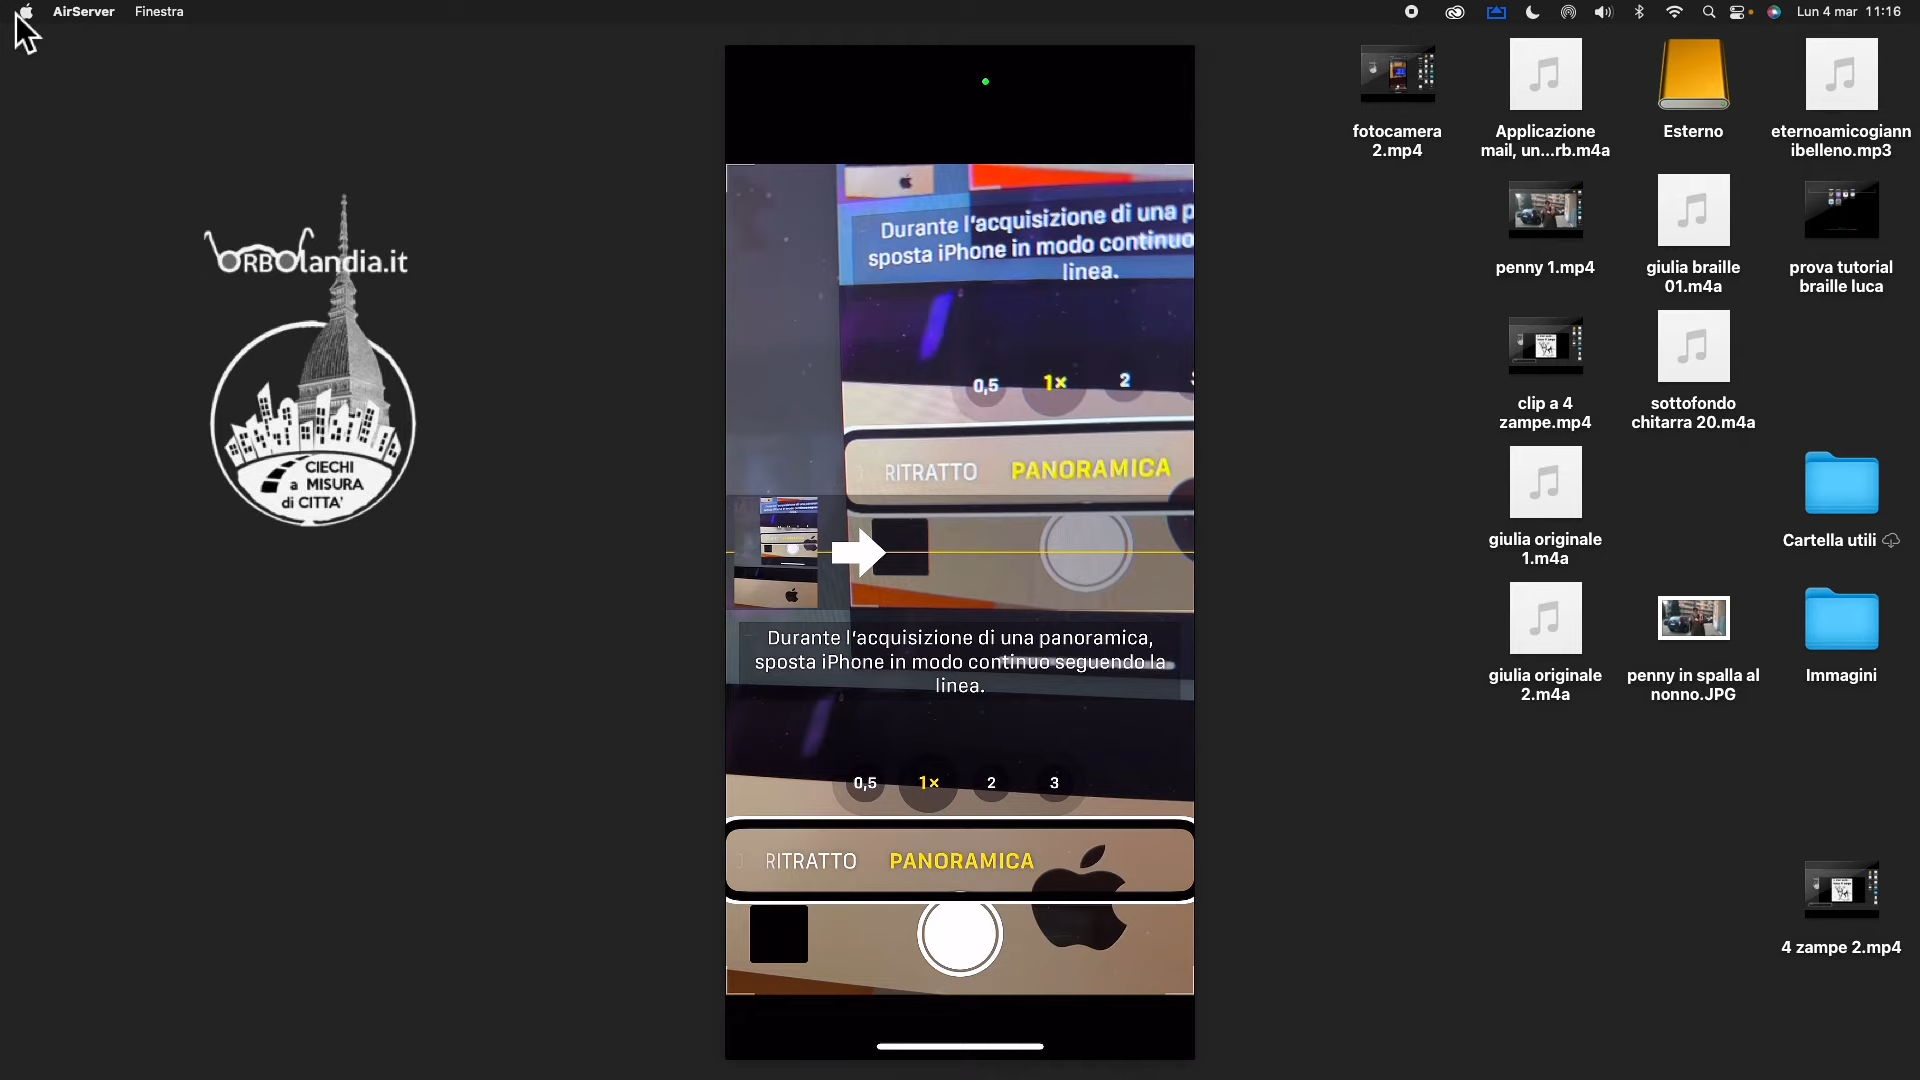 AirServer Finestra
Lun 4 mar 11:16
ORBOlandia.it
CIECHI
a MISURA
di CITTA'
Durante l'acquisizione di una p
sposta iPhone in modo continuo
linea.
0,5 1× 2
RITRATTO PANORAMICA
Durante l'acquisizione di una panoramica,
sposta iPhone in modo continuo seguendo la
linea.
0,5 1× 2 3
RITRATTO PANORAMICA
fotocamera
2.mp4
Applicazione
mail, un...rb.m4a
Esterno
eternoamicogiann
ibelleno.mp3
penny 1.mp4
giulia braille
01.m4a
prova tutorial
braille luca
clip a 4
zampe.mp4
sottofondo
chitarra 20.m4a
giulia originale
1.m4a
Cartella utili
giulia originale
2.m4a
penny in spalla al
nonno.JPG
Immagini
4 zampe 2.mp4